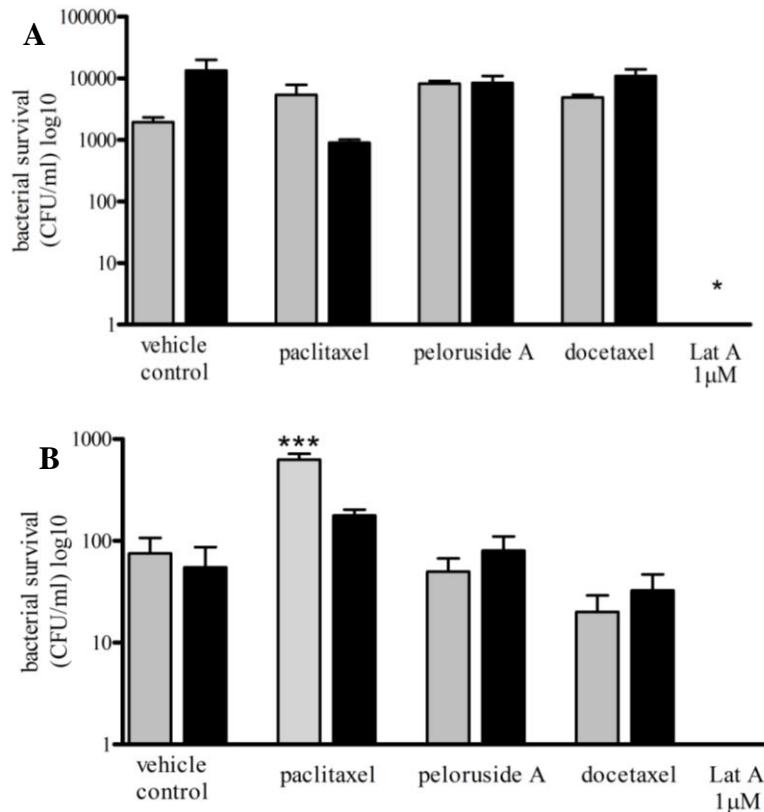 A
bacterial survival
(CFU/ml) log10
100000
10000
1000
100
10
1
vehicle
control
paclitaxel
peloruside A
docetaxel
Lat A
1μM
*
B
bacterial survival
(CFU/ml) log10
1000
100
10
1
***
vehicle
control
paclitaxel
peloruside A
docetaxel
Lat A
1μM